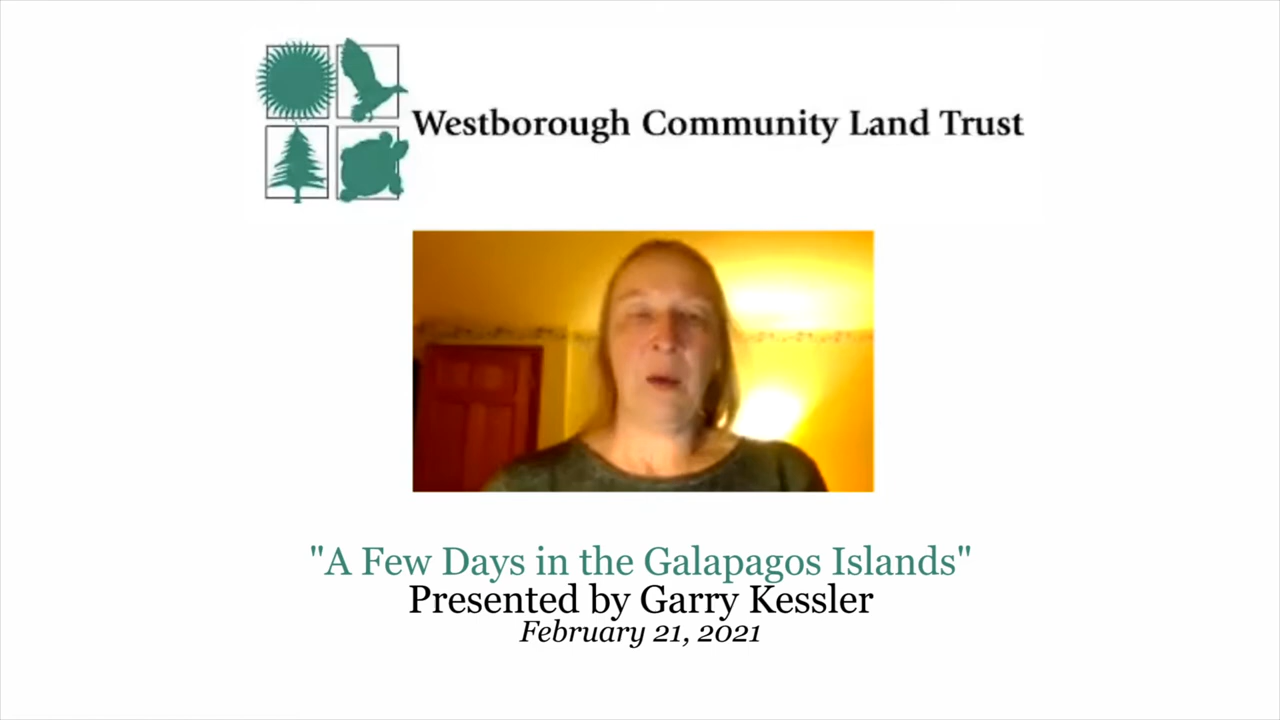 Westborough Community Land Trust
"A Few Days in the Galapagos Islands"
Presented by Garry Kessler
February 21, 2021